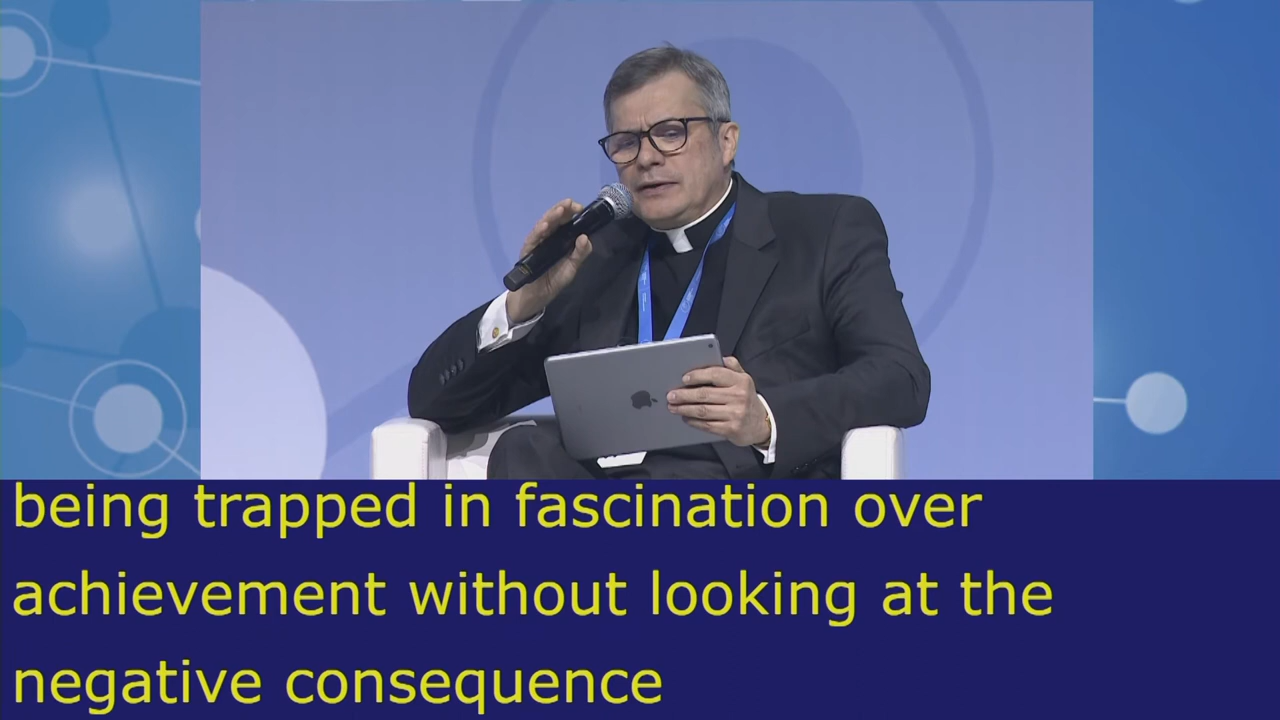 being trapped in fascination over
achievement without looking at the
negative consequence